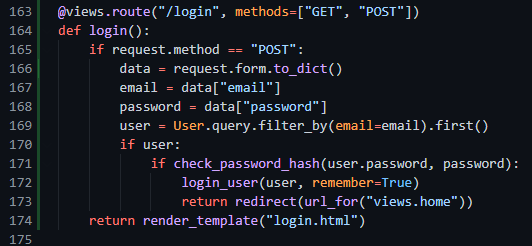 163 @views.route("/login", methods=["GET", "POST"])
164 def login():
165     if request.method == "POST":
166         data = request.form.to_dict()
167         email = data["email"]
168         password = data["password"]
169         user = User.query.filter_by(email=email).first()
170         if user:
171             if check_password_hash(user.password, password):
172                 login_user(user, remember=True)
173                 return redirect(url_for("views.home"))
174     return render_template("login.html")
175